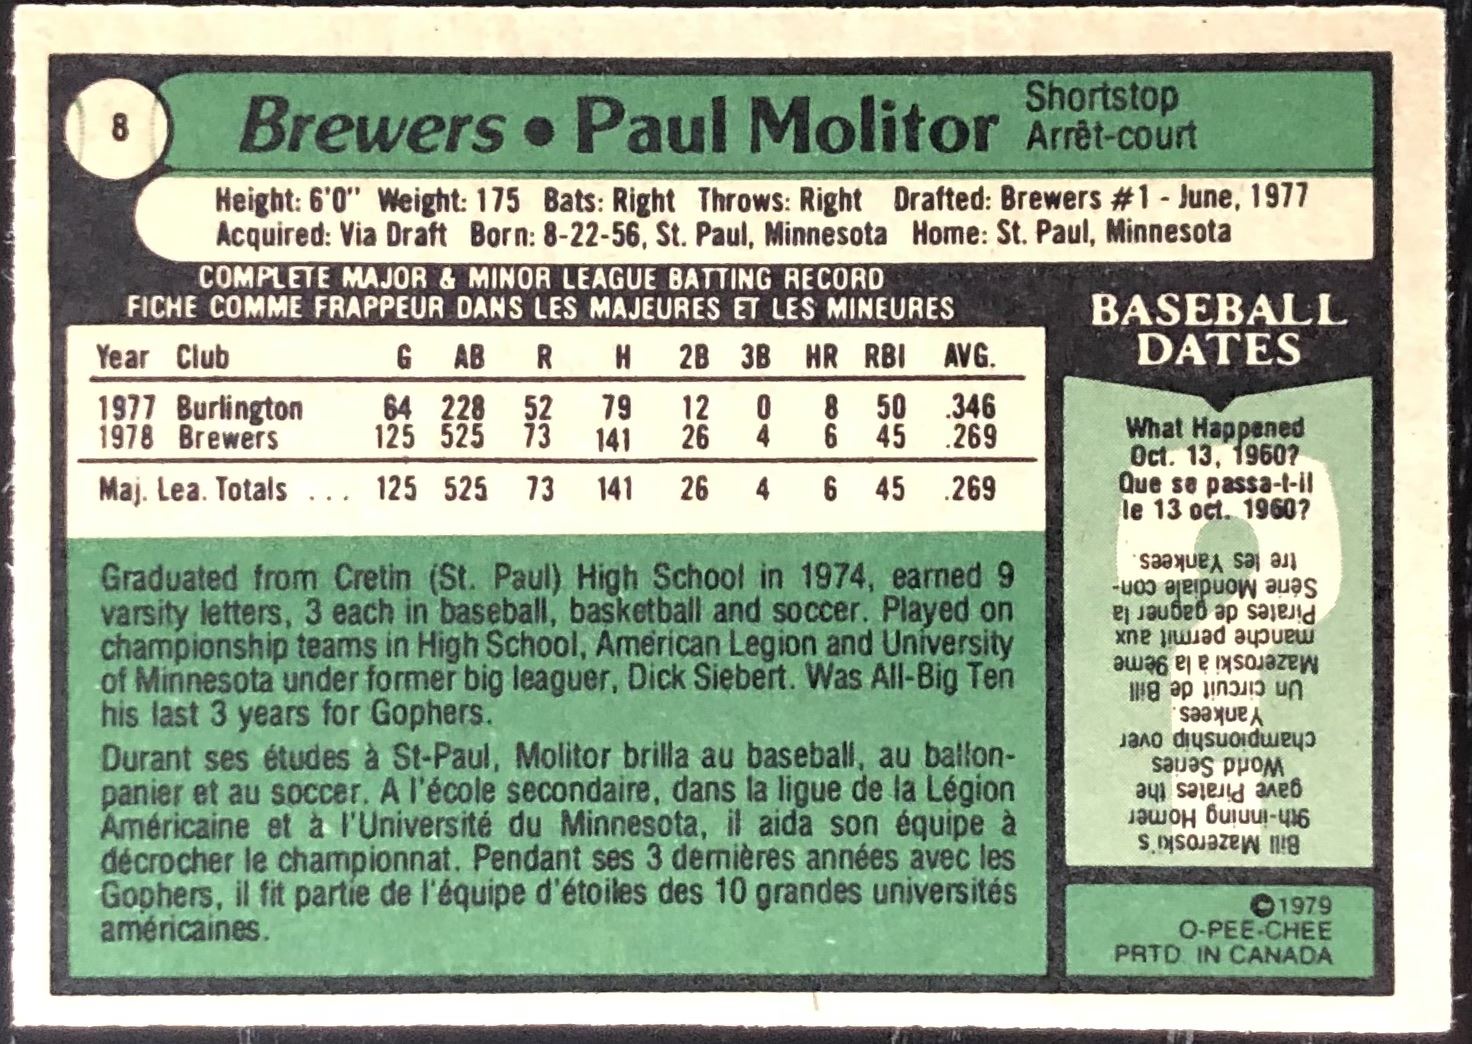 8
Brewers • Paul Molitor
Shortstop
Arrêt-court
Height: 6'0" Weight: 175 Bats: Right Throws: Right Drafted: Brewers #1 - June, 1977
Acquired: Via Draft Born: 8-22-56, St. Paul, Minnesota Home: St. Paul, Minnesota
COMPLETE MAJOR & MINOR LEAGUE BATTING RECORD
FICHE COMME FRAPPEUR DANS LES MAJEURES ET LES MINEURES
Year Club G AB R H 2B 3B HR RBI AVG.
1977 Burlington 64 228 52 79 12 0 8 50 .346
1978 Brewers 125 525 73 141 26 4 6 45 .269
Maj. Lea. Totals ... 125 525 73 141 26 4 6 45 .269
Graduated from Cretin (St. Paul) High School in 1974, earned 9
varsity letters, 3 each in baseball, basketball and soccer. Played on
championship teams in High School, American Legion and University
of Minnesota under former big leaguer, Dick Siebert. Was All-Big Ten
his last 3 years for Gophers.
Durant ses études à St-Paul, Molitor brilla au baseball, au ballon-
panier et au soccer. A l'école secondaire, dans la ligue de la Légion
Américaine et à l'Université du Minnesota, il aida son équipe à
décrocher le championnat. Pendant ses 3 dernières années avec les
Gophers, il fit partie de l'équipe d'étoiles des 10 grandes universités
américaines.
BASEBALL
DATES
What Happened
Oct. 13, 1960?
Que se passa-t-il
le 13 oct. 1960?
Bill Mazeroski's
9th-inning Homer
gave Pirates the
World Series
championship over
Yankees.
Un circuit de Bill
Mazeroski à la 9ème
manche permit aux
Pirates de gagner la
Série Mondiale con-
tre les Yankees.
©1979
O-PEE-CHEE
PRTD. IN CANADA